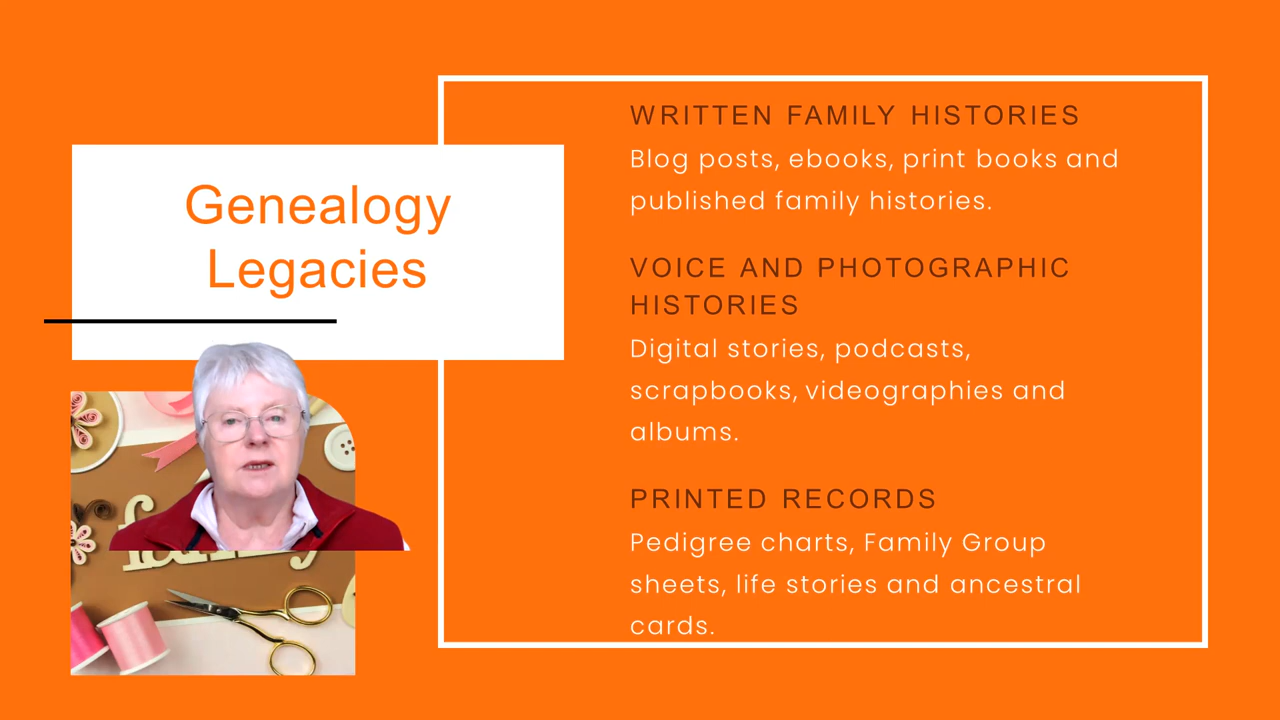 Genealogy
Legacies
WRITTEN FAMILY HISTORIES
Blog posts, ebooks, print books and
published family histories.
VOICE AND PHOTOGRAPHIC
HISTORIES
Digital stories, podcasts,
scrapbooks, videographies and
albums.
PRINTED RECORDS
Pedigree charts, Family Group
sheets, life stories and ancestral
cards.